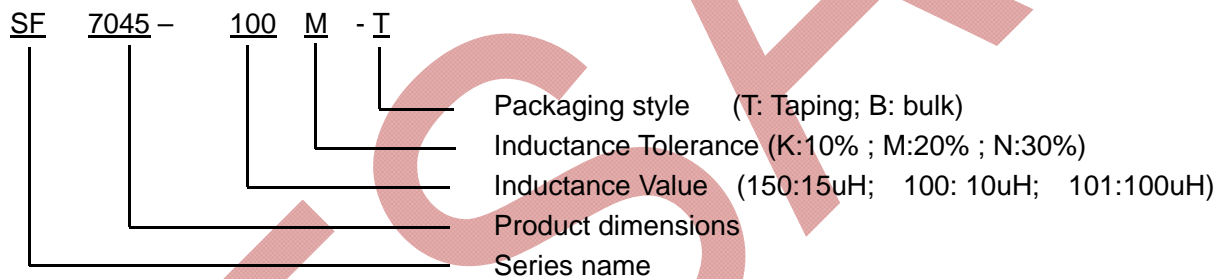 SF 7045 – 100 M - T
Packaging style (T: Taping; B: bulk)
Inductance Tolerance (K:10% ; M:20% ; N:30%)
Inductance Value (150:15uH; 100: 10uH; 101:100uH)
Product dimensions
Series name